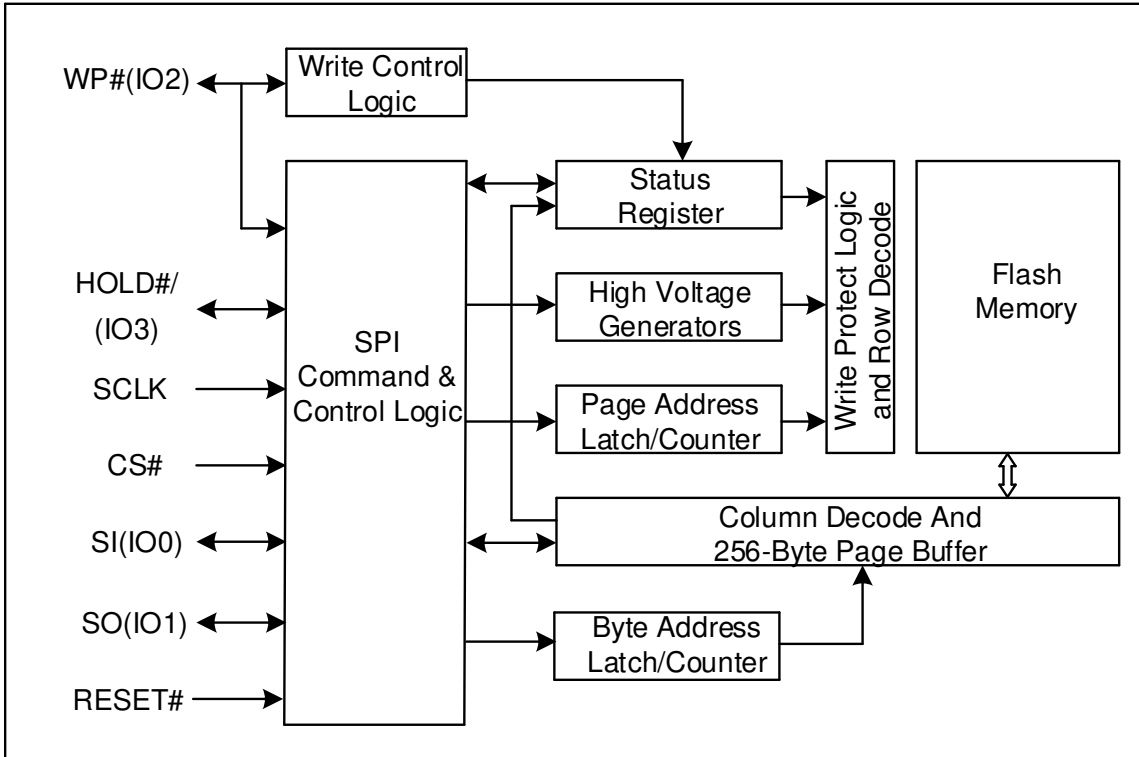 WP#(IO2)
Write Control
Logic
HOLD#/
(IO3)
SCLK
CS#
SI(IO0)
SO(IO1)
RESET#
SPI
Command &
Control Logic
Status
Register
High Voltage
Generators
Page Address
Latch/Counter
Write Protect Logic
and Row Decode
Flash
Memory
Column Decode And
256-Byte Page Buffer
Byte Address
Latch/Counter